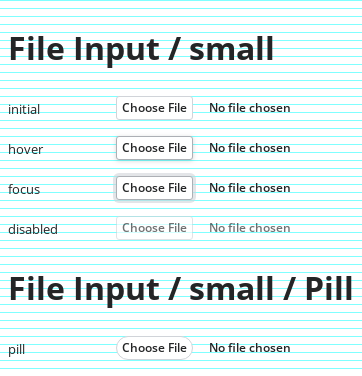 File Input / small
initial Choose File No file chosen
hover Choose File No file chosen
focus Choose File No file chosen
disabled Choose File No file chosen
File Input / small / Pill
pill Choose File No file chosen